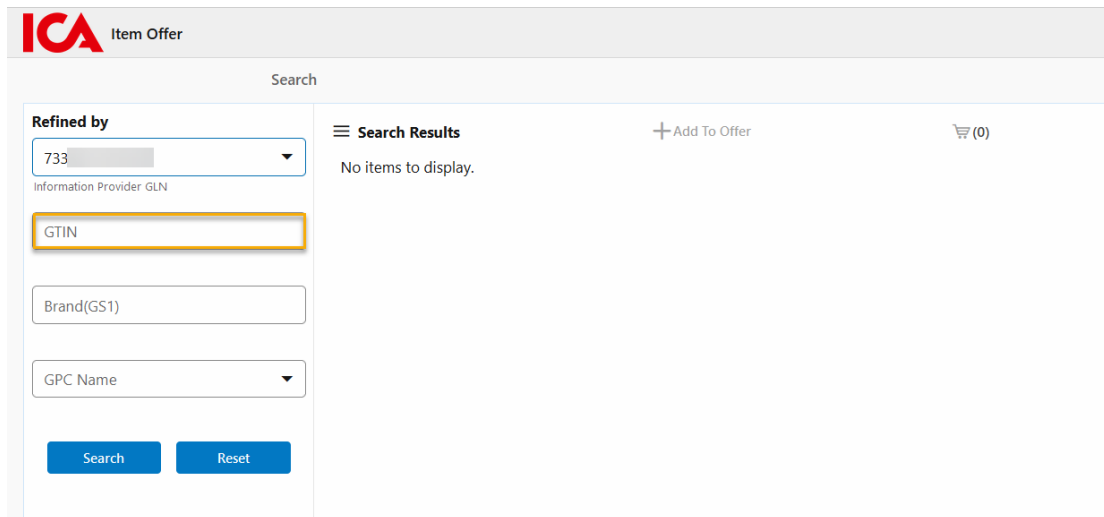 ICA Item Offer
Search
Refined by
733
Information Provider GLN
GTIN
Brand(GS1)
GPC Name
Search Reset
Search Results Add To Offer (0)
No items to display.